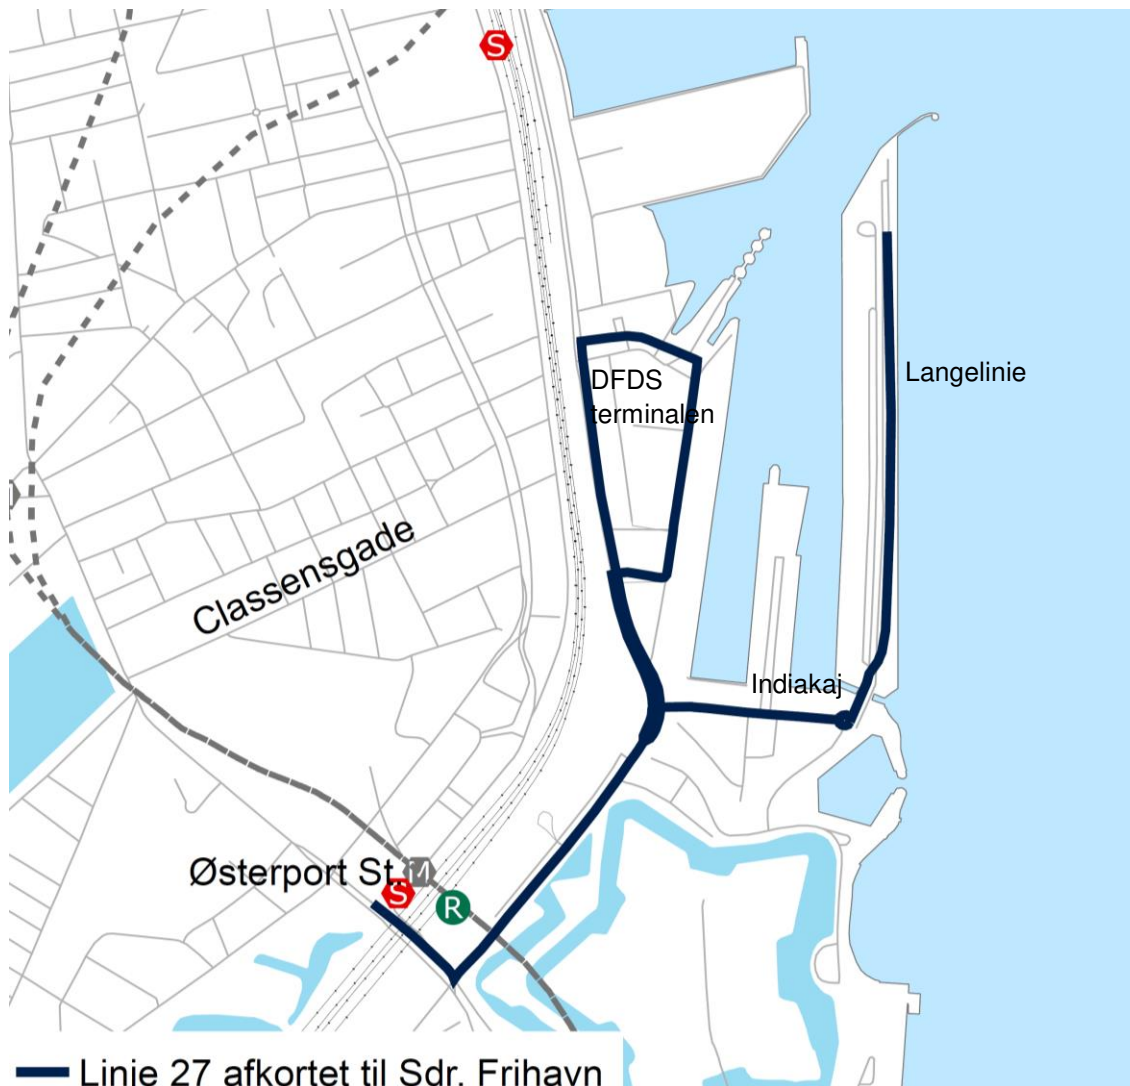 S
Langelinie
DFDS
terminalen
Classensgade
Indiakaj
Østerport St.
S
R
Linie 27 afkortet til Sdr. Frihavn